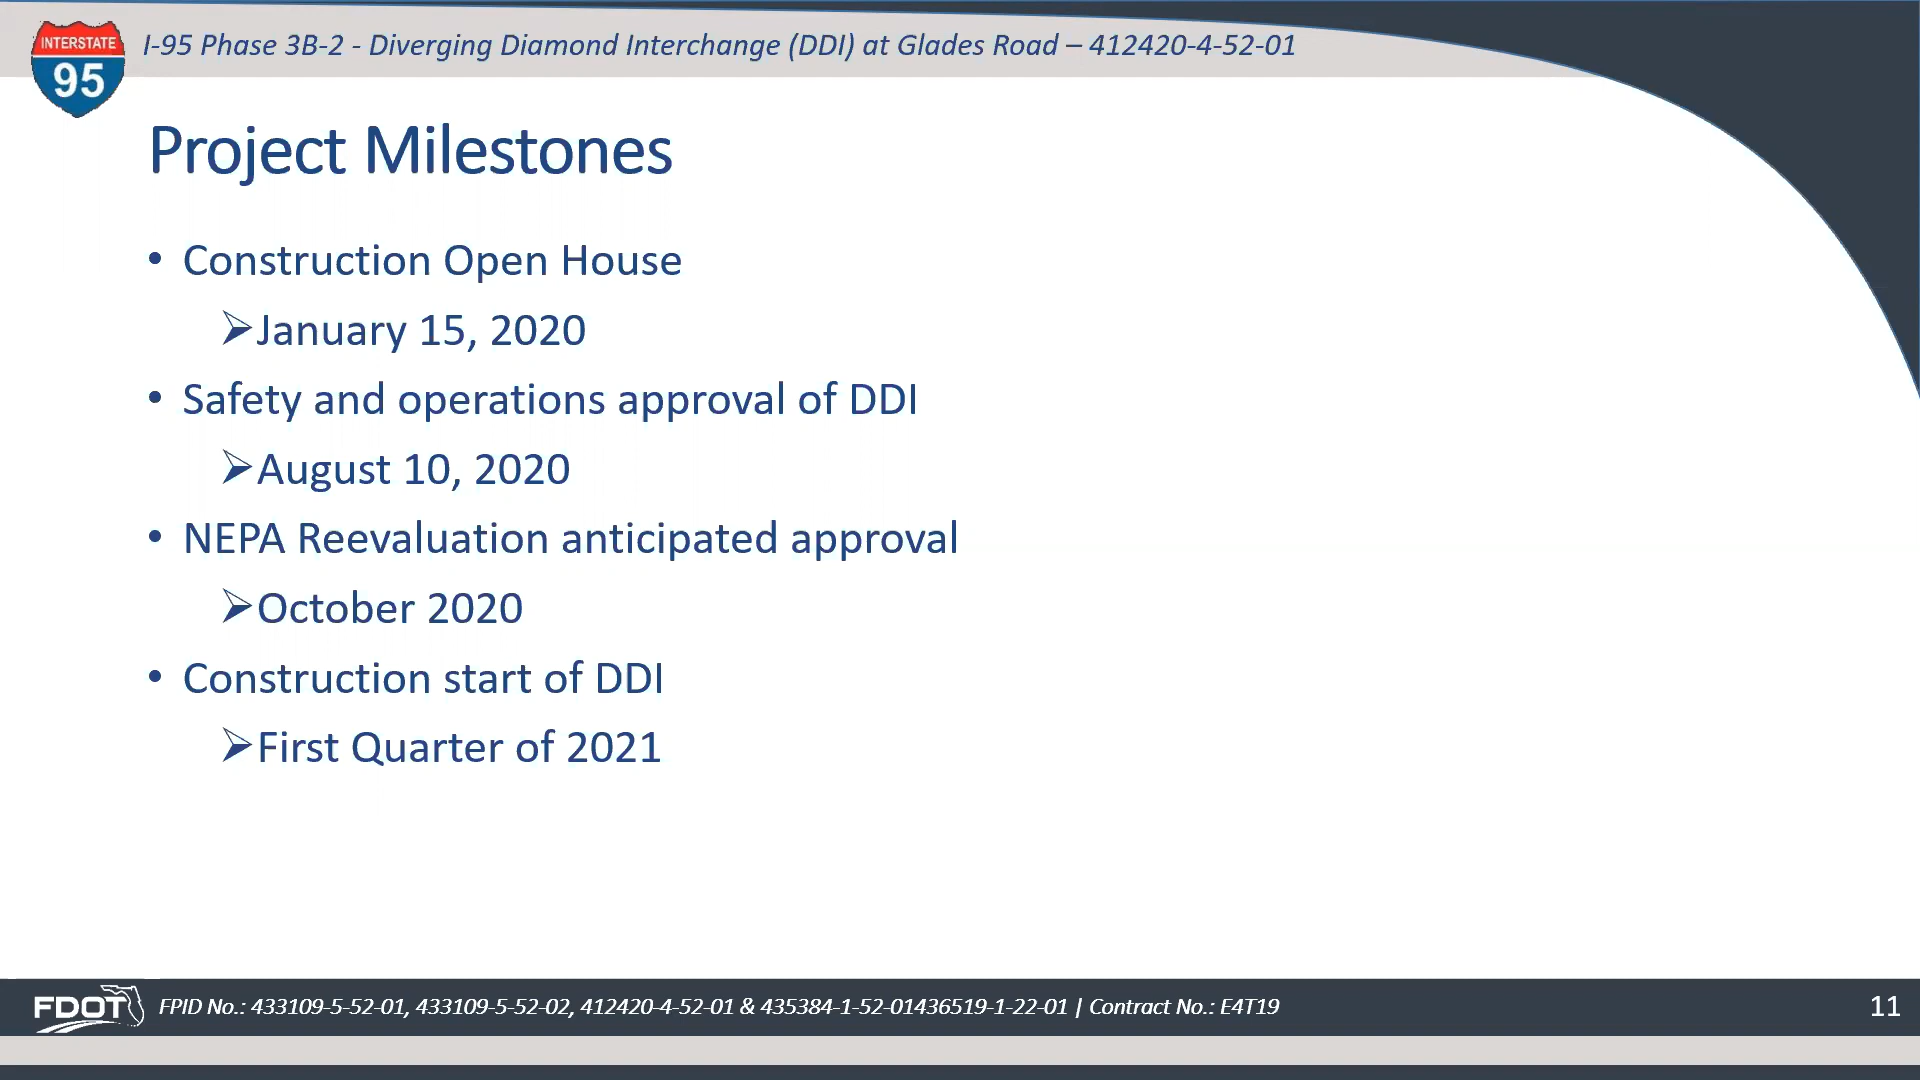 INTERSTATE
95
I-95 Phase 3B-2 - Diverging Diamond Interchange (DDI) at Glades Road – 412420-4-52-01
Project Milestones
• Construction Open House
➢January 15, 2020
• Safety and operations approval of DDI
➢August 10, 2020
• NEPA Reevaluation anticipated approval
➢October 2020
• Construction start of DDI
➢First Quarter of 2021
FDOT
FPID No.: 433109-5-52-01, 433109-5-52-02, 412420-4-52-01 & 435384-1-52-01436519-1-22-01 | Contract No.: E4T19
11